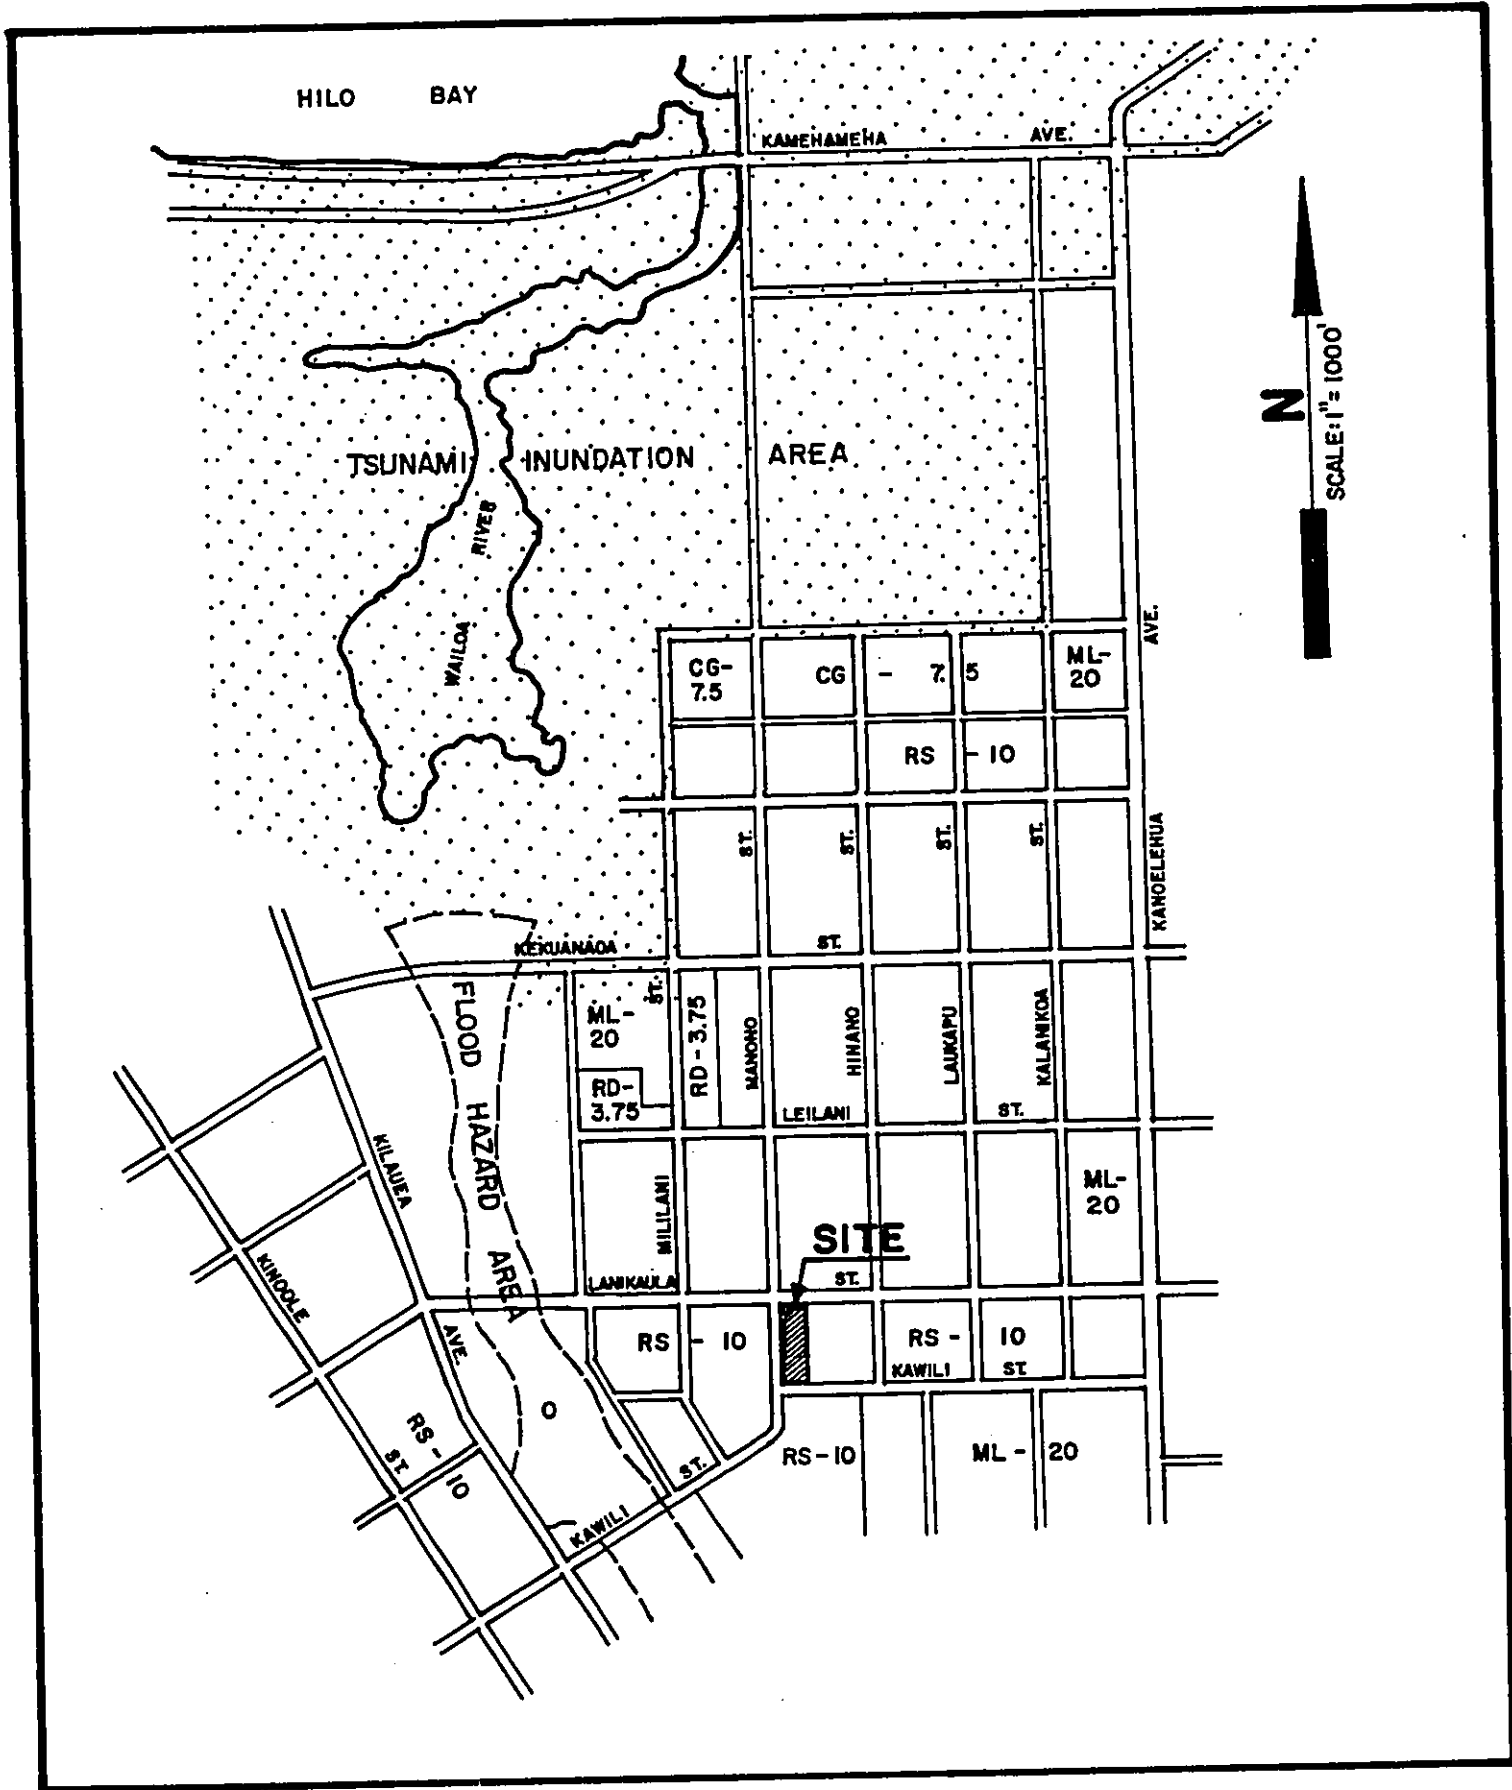 HILO BAY
KAMEHAMEHA AVE.
N
SCALE: 1" = 1000'
TSUNAMI INUNDATION AREA
WAILOA RIVER
AVE.
CG-
7.5
CG - 7.5
ML-
20
RS - 10
ST.
ST.
ST.
ST.
KANOELEHUA
KEKUANAOA ST.
FLOOD HAZARD AREA
ML-
20
ST.
RD-3.75
MANONO
HINANO
LAUKAPU
KALANIKOA
RD-
3.75
LEILANI ST.
KILAUEA
MILILANI
ML-
20
SITE
KINOOLE
LANIKAULA ST.
AVE.
RS - 10
RS - 10
KAWILI ST.
O
RS - 10
ST.
RS-10
ML - 20
ST.
KAWILI